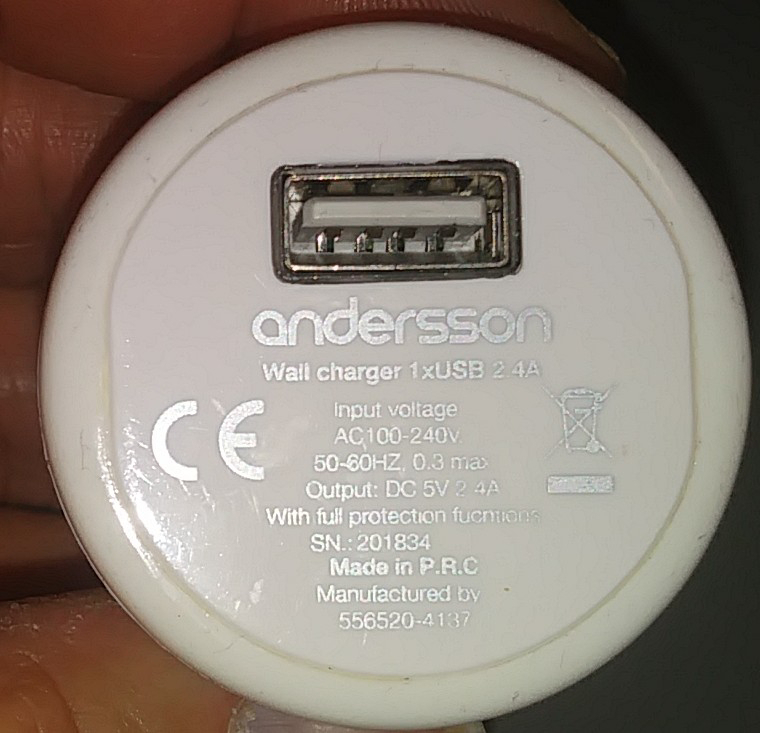 andersson
Wall charger 1xUSB 2.4A
CE
Input voltage
AC100-240V
50-60HZ, 0.3 max
Output: DC 5V 2.4A
With full protection fucntions
SN.: 201834
Made in P.R.C
Manufactured by
556520-4137